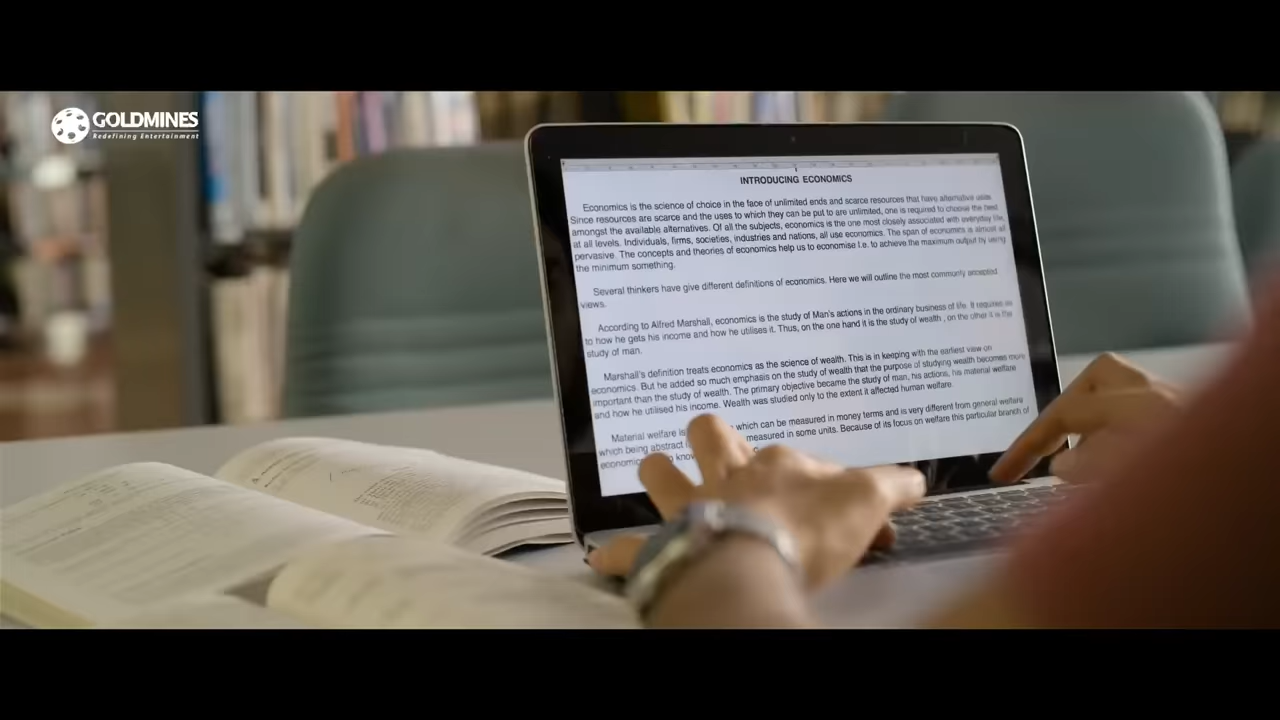 GOLDMINES
Redefining Entertainment
INTRODUCING ECONOMICS
Economics is the science of choice in the face of unlimited ends and scarce resources that have alternative uses.
Since resources are scarce and the uses to which they can be put to are unlimited, one is required to choose the best
amongst the available alternatives. Of all the subjects, economics is the one most closely associated with everyday life,
at all levels. Individuals, firms, societies, industries and nations, all use economics. The span of economics is almost all
pervasive. The concepts and theories of economics help us to economise I.e. to achieve the maximum output by using
the minimum something.
Several thinkers have give different definitions of economics. Here we will outline the most commonly accepted
views.
According to Alfred Marshall, economics is the study of Man's actions in the ordinary business of life. It requires as
to how he gets his income and how he utilises it. Thus, on the one hand it is the study of wealth , on the other it is the
study of man.
Marshall's definition treats economics as the science of wealth. This is in keeping with the earliest view on
economics. But he added so much emphasis on the study of wealth that the purpose of studying wealth becomes more
important than the study of wealth. The primary objective became the study of man, his actions, his material welfare
and how he utilised his income. Wealth was studied only to the extent it affected human welfare.
Material welfare is which can be measured in money terms and is very different from general welfare
which being abstract measured in some units. Because of its focus on welfare this particular branch of
economics